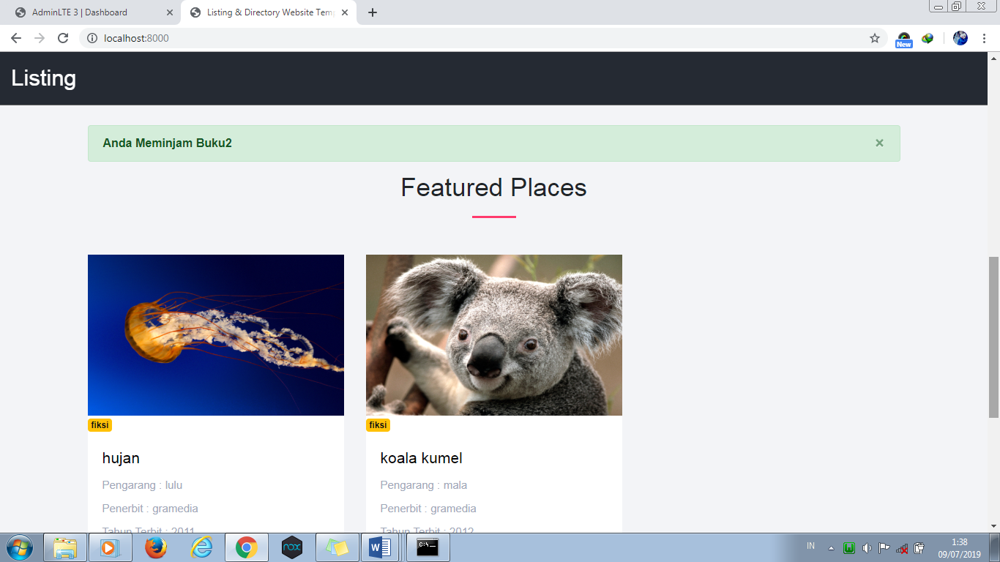 AdminLTE 3 | Dashboard
Listing & Directory Website Temp
localhost:8000
New
Listing
Anda Meminjam Buku2
×
Featured Places
fiksi
hujan
Pengarang : lulu
Penerbit : gramedia
Tahun Terbit : 2011
fiksi
koala kumel
Pengarang : mala
Penerbit : gramedia
Tahun Terbit : 2012
nox
W
C:\
IN
1:38
09/07/2019